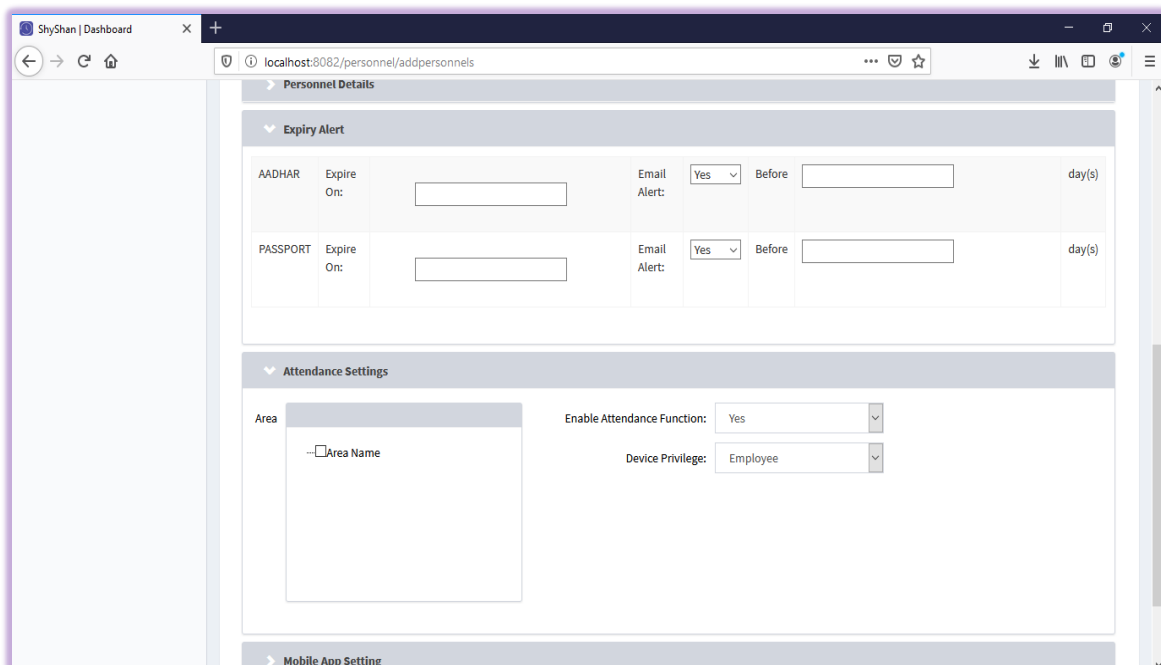 ShyShan | Dashboard
localhost:8082/personnel/addpersonnels
Personnel Details
Expiry Alert
AADHAR Expire On: Email Alert: Yes Before day(s)
PASSPORT Expire On: Email Alert: Yes Before day(s)
Attendance Settings
Area Enable Attendance Function: Yes
Area Name
Device Privilege: Employee
Mobile App Setting